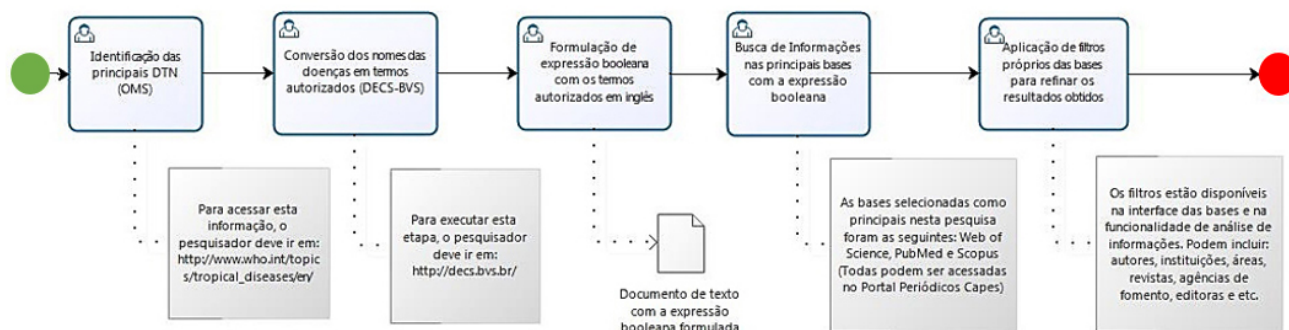 Identificação das
principais DTN
(OMS)
Conversão dos nomes das
doenças em termos
autorizados (DECS-BVS)
Formulação de
expressão booleana
com os termos
autorizados em inglês
Busca de Informações
nas principais bases
com a expressão
booleana
Aplicação de filtros
próprios das bases
para refinar os
resultados obtidos
Para acessar esta
informação, o
pesquisador deve ir em:
http://www.who.int/topic
s/tropical_diseases/en/
Para executar esta
etapa, o pesquisador
deve ir em:
http://decs.bvs.br/
Documento de texto
com a expressão
booleana formulada
As bases selecionadas como
principais nesta pesquisa
foram as seguintes: Web of
Science, PubMed e Scopus
(Todas podem ser acessadas
no Portal Periódicos Capes)
Os filtros estão disponíveis
na interface das bases e na
funcionalidade de análise de
informações. Podem incluir:
autores, instituições, áreas,
revistas, agências de
fomento, editoras e etc.